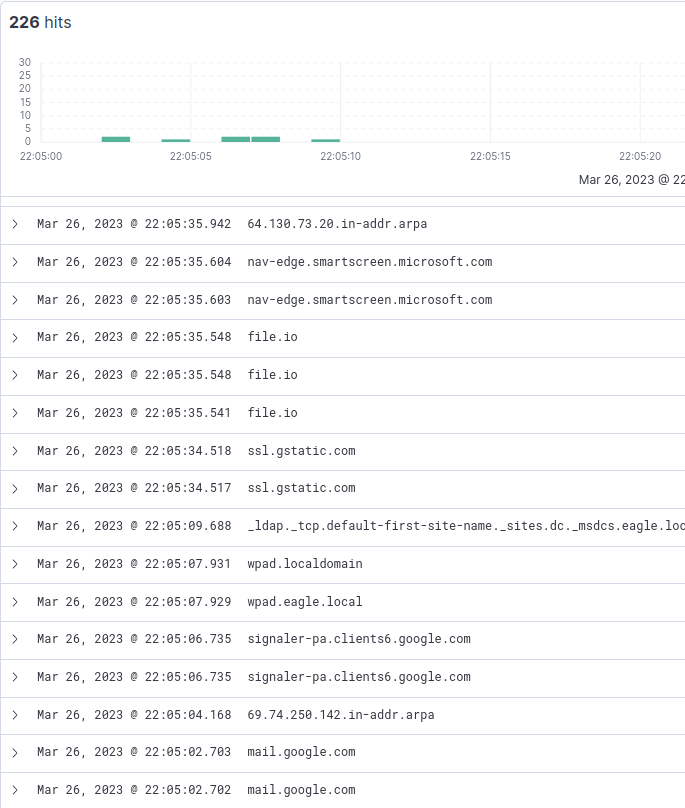 226 hits
30
25
20
15
10
5
0
22:05:00 22:05:05 22:05:10 22:05:15 22:05:20
Mar 26, 2023 @ 22
Mar 26, 2023 @ 22:05:35.942 64.130.73.20.in-addr.arpa
Mar 26, 2023 @ 22:05:35.604 nav-edge.smartscreen.microsoft.com
Mar 26, 2023 @ 22:05:35.603 nav-edge.smartscreen.microsoft.com
Mar 26, 2023 @ 22:05:35.548 file.io
Mar 26, 2023 @ 22:05:35.548 file.io
Mar 26, 2023 @ 22:05:35.541 file.io
Mar 26, 2023 @ 22:05:34.518 ssl.gstatic.com
Mar 26, 2023 @ 22:05:34.517 ssl.gstatic.com
Mar 26, 2023 @ 22:05:09.688 _ldap._tcp.default-first-site-name._sites.dc._msdcs.eagle.loc
Mar 26, 2023 @ 22:05:07.931 wpad.localdomain
Mar 26, 2023 @ 22:05:07.929 wpad.eagle.local
Mar 26, 2023 @ 22:05:06.735 signaler-pa.clients6.google.com
Mar 26, 2023 @ 22:05:06.735 signaler-pa.clients6.google.com
Mar 26, 2023 @ 22:05:04.168 69.74.250.142.in-addr.arpa
Mar 26, 2023 @ 22:05:02.703 mail.google.com
Mar 26, 2023 @ 22:05:02.702 mail.google.com